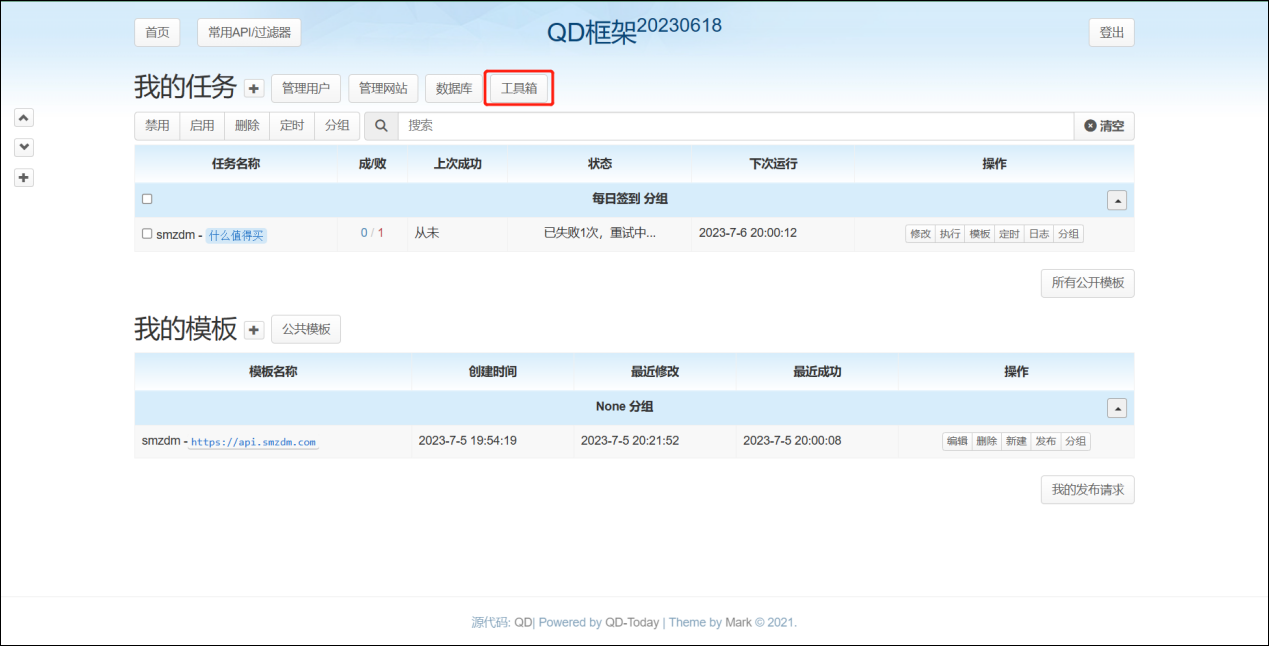 首页 常用API/过滤器 QD框架20230618 登出
我的任务 管理用户 管理网站 数据库 工具箱
禁用 启用 删除 定时 分组 搜索 清空
任务名称 成/败 上次成功 状态 下次运行 操作
每日签到 分组
smzdm - 什么值得买 0 / 1 从未 已失败1次，重试中... 2023-7-6 20:00:12 修改 执行 模板 定时 日志 分组
所有公开模板
我的模板 公共模板
模板名称 创建时间 最近修改 最近成功 操作
None 分组
smzdm - https://api.smzdm.com 2023-7-5 19:54:19 2023-7-5 20:21:52 2023-7-5 20:00:08 编辑 删除 新建 发布 分组
我的发布请求
源代码: QD| Powered by QD-Today | Theme by Mark © 2021.